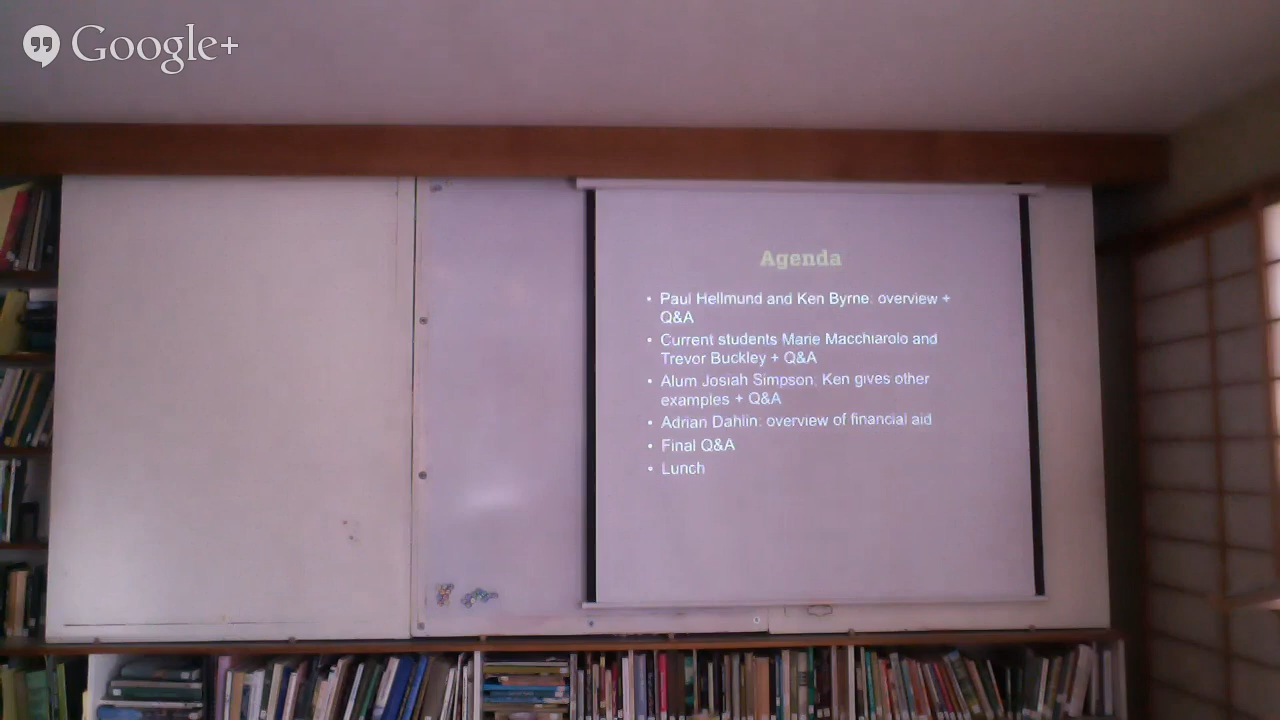 Google+
Agenda
• Paul Hellmund and Ken Byrne: overview +
Q&A
• Current students Marie Macchiarolo and
Trevor Buckley + Q&A
• Alum Josiah Simpson, Ken gives other
examples + Q&A
• Adrian Dahlin: overview of financial aid
• Final Q&A
• Lunch